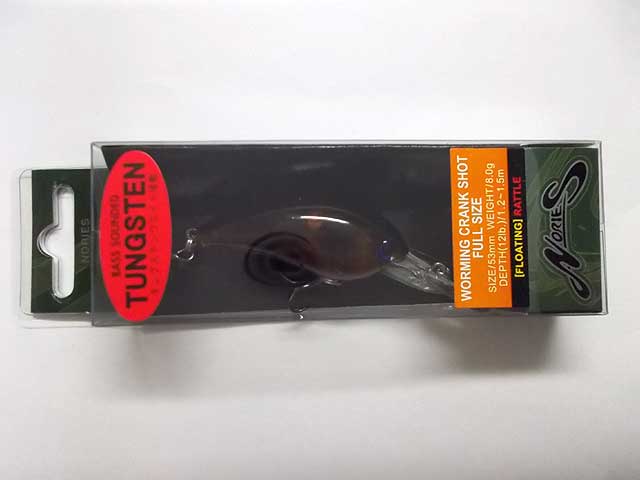 NORIES
BASS SOUNDED
TUNGSTEN
WORMING CRANK SHOT
FULL SIZE
SIZE/53mm WEIGHT/8.0g
DEPTH(12lb)/1.2~1.5m
NORIES
[FLOATING] RATTLE